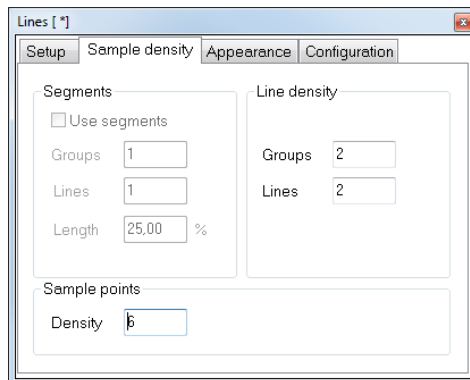 Lines [ *]
Setup Sample density Appearance Configuration
Segments
Use segments
Groups 1
Lines 1
Length 25,00 %
Line density
Groups 2
Lines 2
Sample points
Density 6